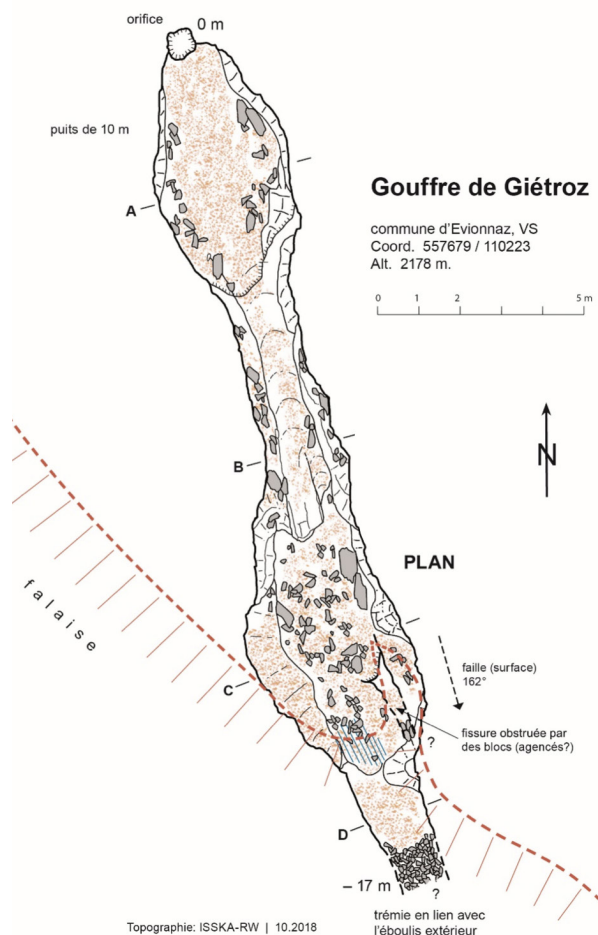 orifice
0 m
puits de 10 m
A
Gouffre de Giétroz
commune d'Evionnaz, VS
Coord. 557679 / 110223
Alt. 2178 m.
0 1 2 5 m
N
B
PLAN
falaise
faille (surface)
162°
C
fissure obstruée par
des blocs (agencés?)
?
D
– 17 m
?
trémie en lien avec
l'éboulis extérieur
Topographie: ISSKA-RW | 10.2018